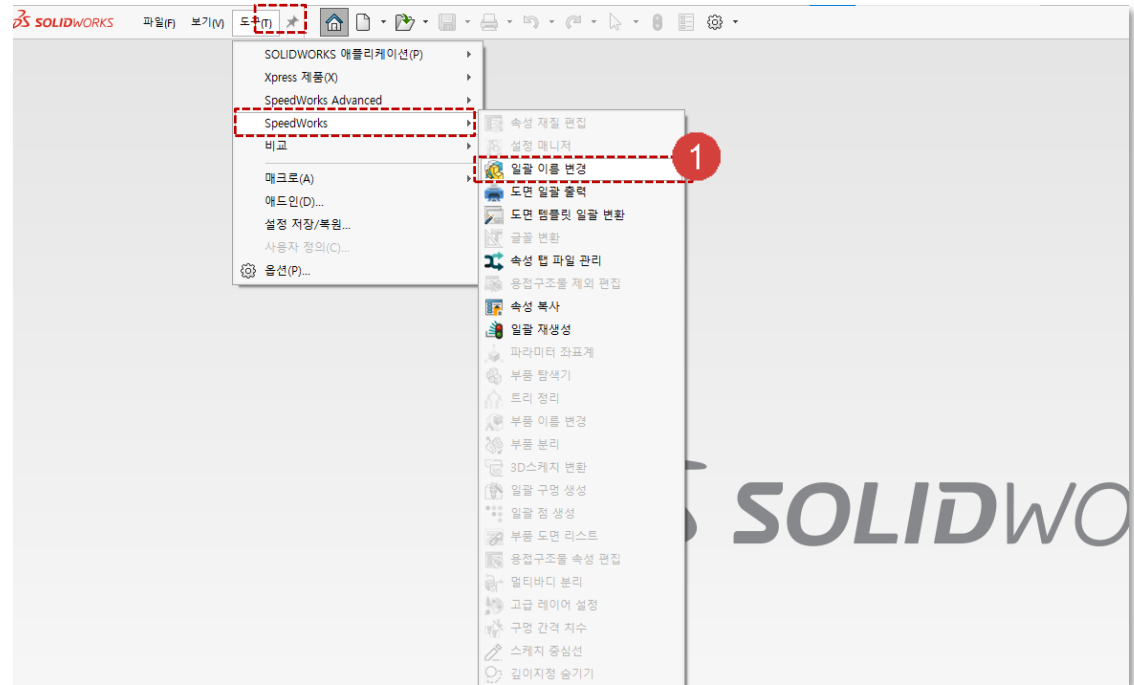 SOLIDWORKS 파일(F) 보기(V) 도구(T)
SOLIDWORKS 애플리케이션(P)
Xpress 제품(X)
SpeedWorks Advanced
SpeedWorks
비교
매크로(A)
애드인(D)...
설정 저장/복원...
사용자 정의(C)...
옵션(P)...
속성 재질 편집
설정 매니저
일괄 이름 변경
1
도면 일괄 출력
도면 템플릿 일괄 변환
글꼴 변환
속성 탭 파일 관리
용접구조물 제외 편집
속성 복사
일괄 재생성
파라미터 좌표계
부품 탐색기
트리 정리
부품 이름 변경
부품 분리
3D스케치 변환
일괄 구멍 생성
일괄 점 생성
부품 도면 리스트
용접구조물 속성 편집
멀티바디 분리
고급 레이어 설정
구멍 간격 치수
스케치 중심선
깊이지정 숨기기
SOLIDWO